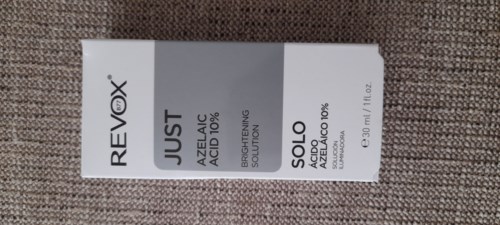 REVOX®
B77
JUST
AZELAIC
ACID 10%
BRIGHTENING
SOLUTION
SOLO
ÁCIDO
AZELAICO 10%
SOLUCIÓN
ILUMINADORA
e 30 ml / 1 fl.oz.